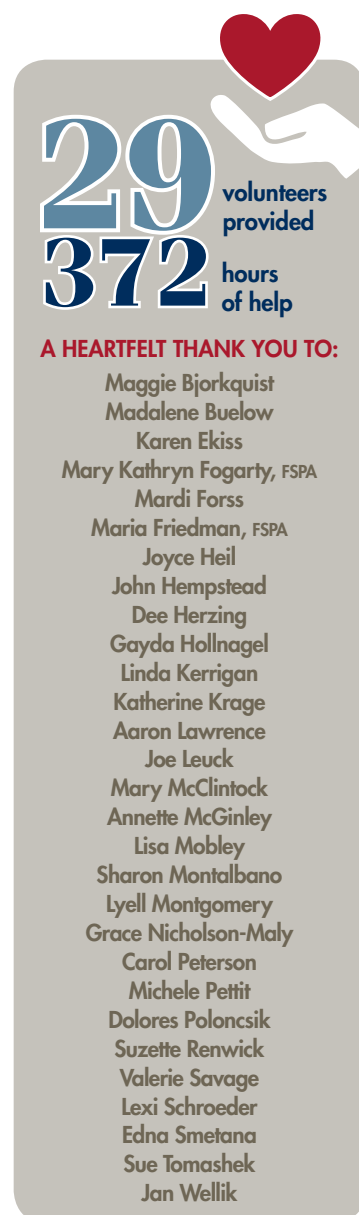 29
volunteers
provided
372
hours
of help
A HEARTFELT THANK YOU TO:
Maggie Bjorkquist
Madalene Buelow
Karen Ekiss
Mary Kathryn Fogarty, FSPA
Mardi Forss
Maria Friedman, FSPA
Joyce Heil
John Hempstead
Dee Herzing
Gayda Hollnagel
Linda Kerrigan
Katherine Krage
Aaron Lawrence
Joe Leuck
Mary McClintock
Annette McGinley
Lisa Mobley
Sharon Montalbano
Lyell Montgomery
Grace Nicholson-Maly
Carol Peterson
Michele Pettit
Dolores Poloncsik
Suzette Renwick
Valerie Savage
Lexi Schroeder
Edna Smetana
Sue Tomashek
Jan Wellik